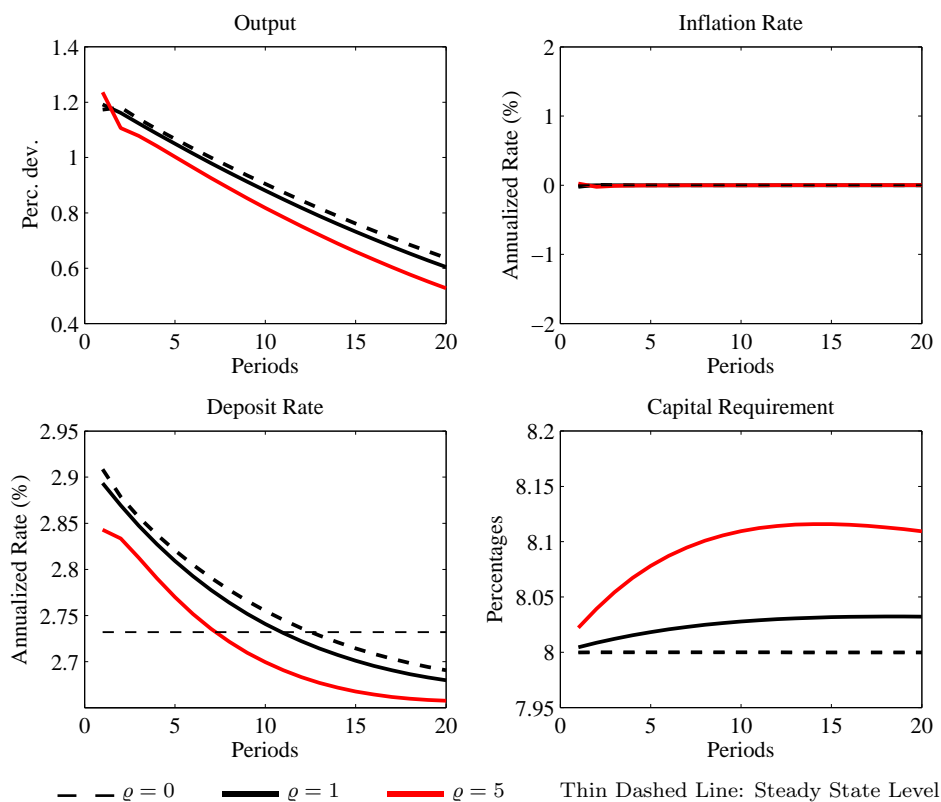 Output
Perc. dev.
1.4
1.2
1
0.8
0.6
0.4
0 5 10 15 20
Periods
Inflation Rate
Annualized Rate (%)
2
1
0
−1
−2
0 5 10 15 20
Periods
Deposit Rate
Annualized Rate (%)
2.95
2.9
2.85
2.8
2.75
2.7
0 5 10 15 20
Periods
Capital Requirement
Percentages
8.2
8.15
8.1
8.05
8
7.95
0 5 10 15 20
Periods
ϱ = 0 ϱ = 1 ϱ = 5 Thin Dashed Line: Steady State Level